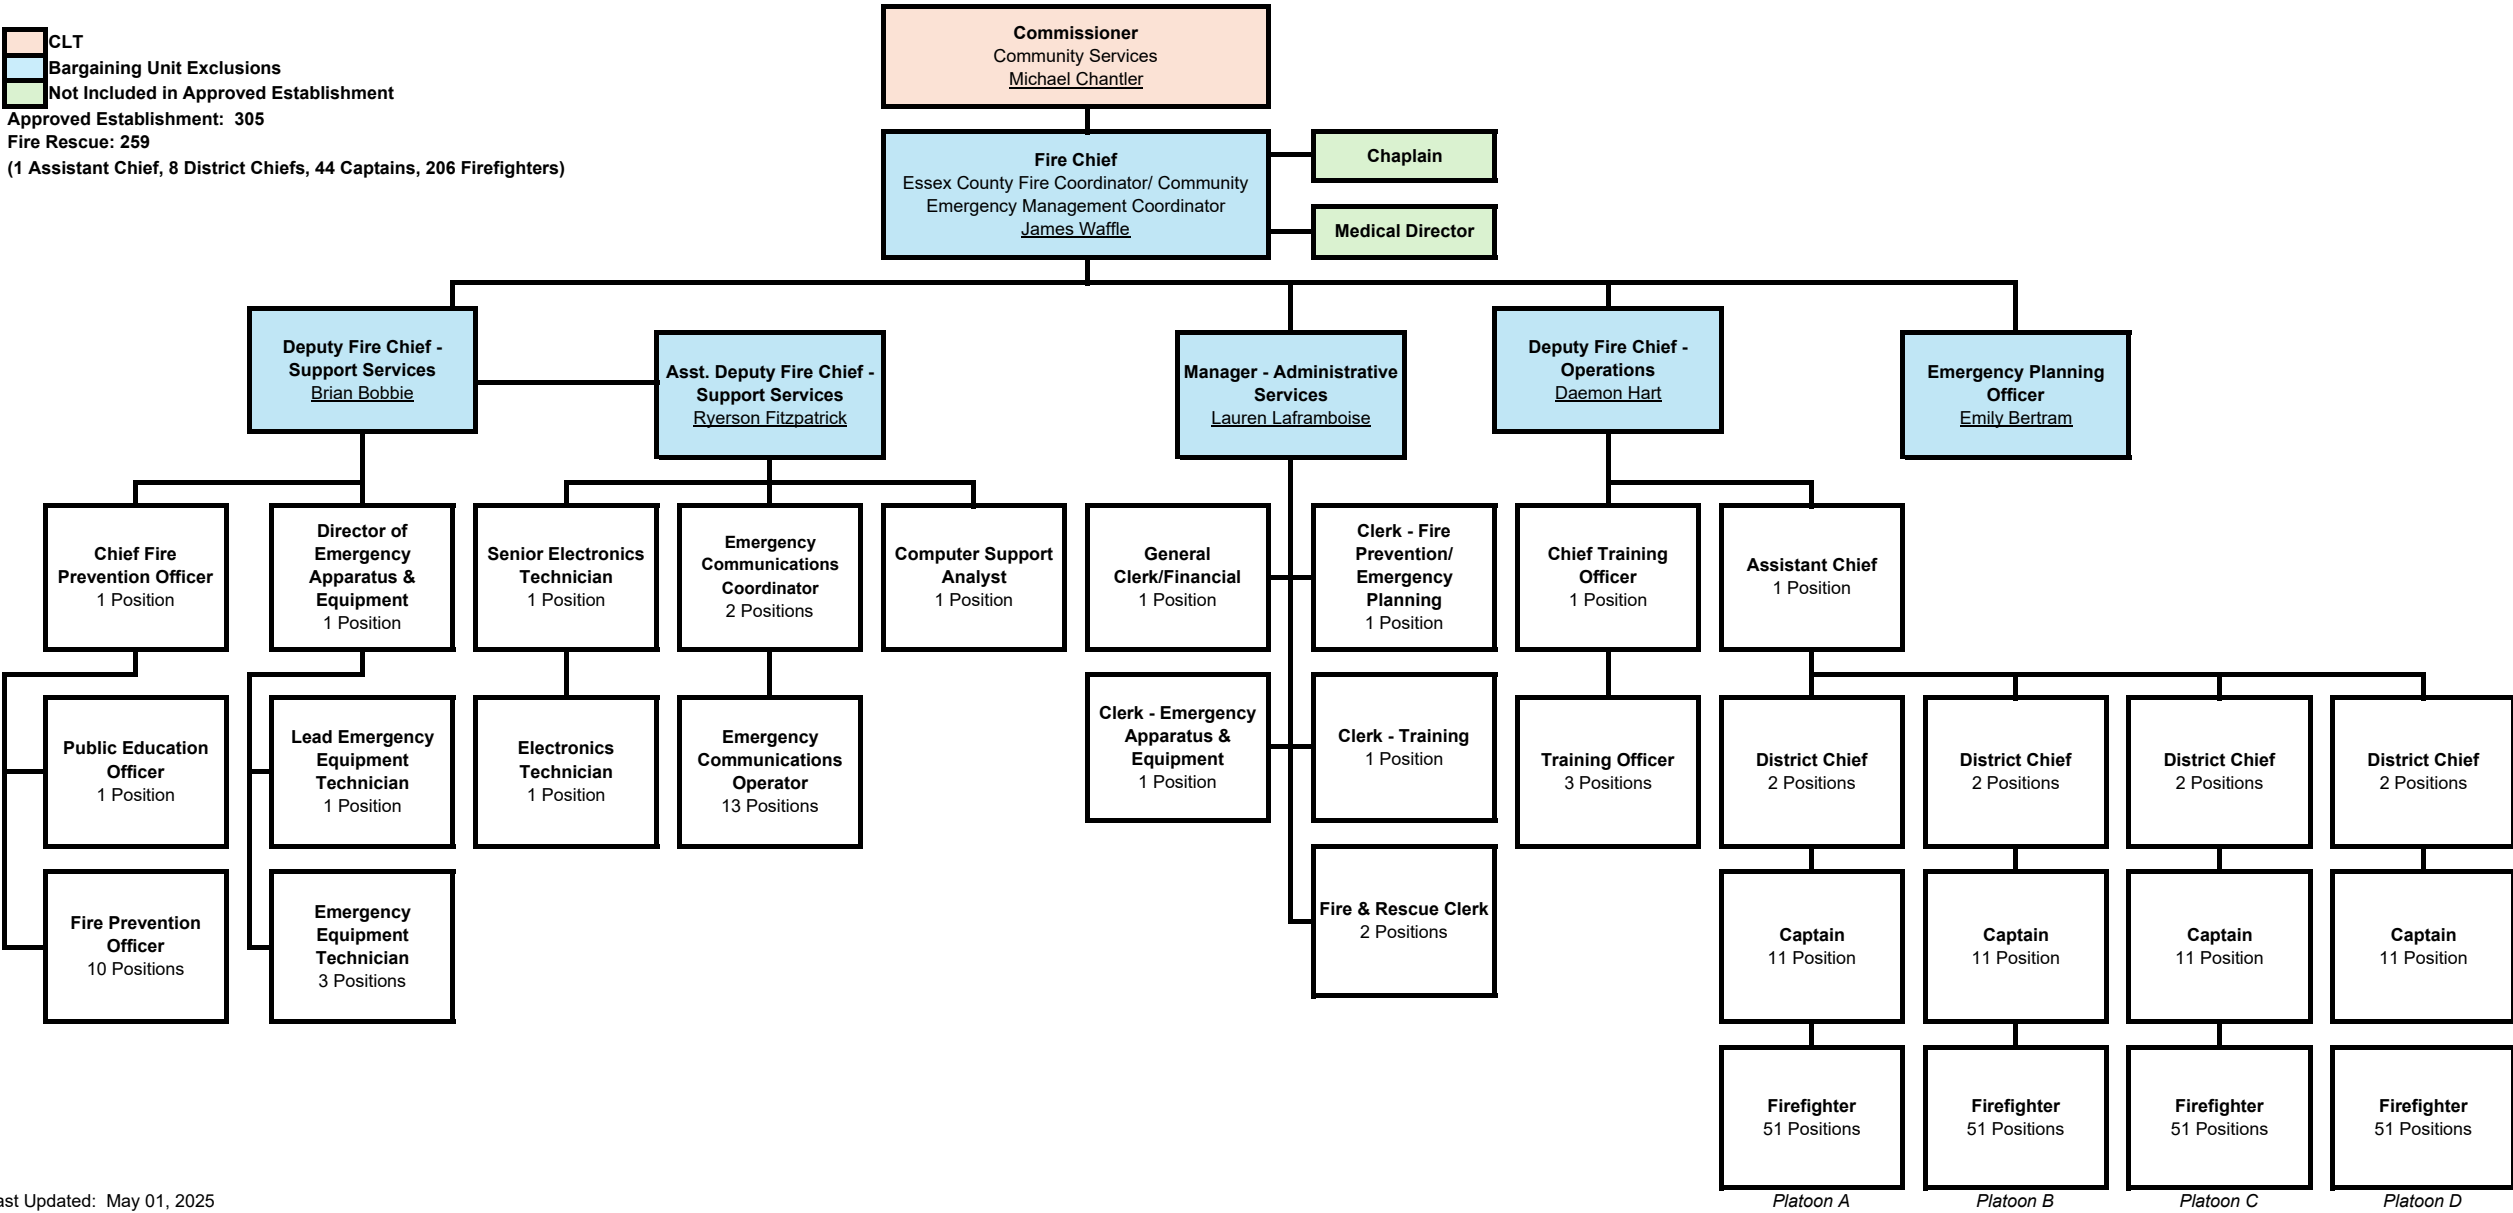 CLT
Bargaining Unit Exclusions
Not Included in Approved Establishment
Approved Establishment:  305
Fire Rescue: 259
(1 Assistant Chief, 8 District Chiefs, 44 Captains, 206 Firefighters)
Commissioner
Community Services
Michael Chantler
Fire Chief
Essex County Fire Coordinator/ Community
Emergency Management Coordinator
James Waffle
Chaplain
Medical Director
Deputy Fire Chief -
Support Services
Brian Bobbie
Asst. Deputy Fire Chief -
Support Services
Ryerson Fitzpatrick
Manager - Administrative
Services
Lauren Laframboise
Deputy Fire Chief -
Operations
Daemon Hart
Emergency Planning
Officer
Emily Bertram
Chief Fire
Prevention Officer
1 Position
Director of
Emergency
Apparatus &
Equipment
1 Position
Senior Electronics
Technician
1 Position
Emergency
Communications
Coordinator
2 Positions
Computer Support
Analyst
1 Position
General
Clerk/Financial
1 Position
Clerk - Fire
Prevention/
Emergency
Planning
1 Position
Chief Training
Officer
1 Position
Assistant Chief
1 Position
Public Education
Officer
1 Position
Lead Emergency
Equipment
Technician
1 Position
Electronics
Technician
1 Position
Emergency
Communications
Operator
13 Positions
Clerk - Emergency
Apparatus &
Equipment
1 Position
Clerk - Training
1 Position
Training Officer
3 Positions
District Chief
2 Positions
District Chief
2 Positions
District Chief
2 Positions
District Chief
2 Positions
Fire Prevention
Officer
10 Positions
Emergency
Equipment
Technician
3 Positions
Fire & Rescue Clerk
2 Positions
Captain
11 Position
Captain
11 Position
Captain
11 Position
Captain
11 Position
Firefighter
51 Positions
Firefighter
51 Positions
Firefighter
51 Positions
Firefighter
51 Positions
ast Updated:  May 01, 2025
Platoon A
Platoon B
Platoon C
Platoon D